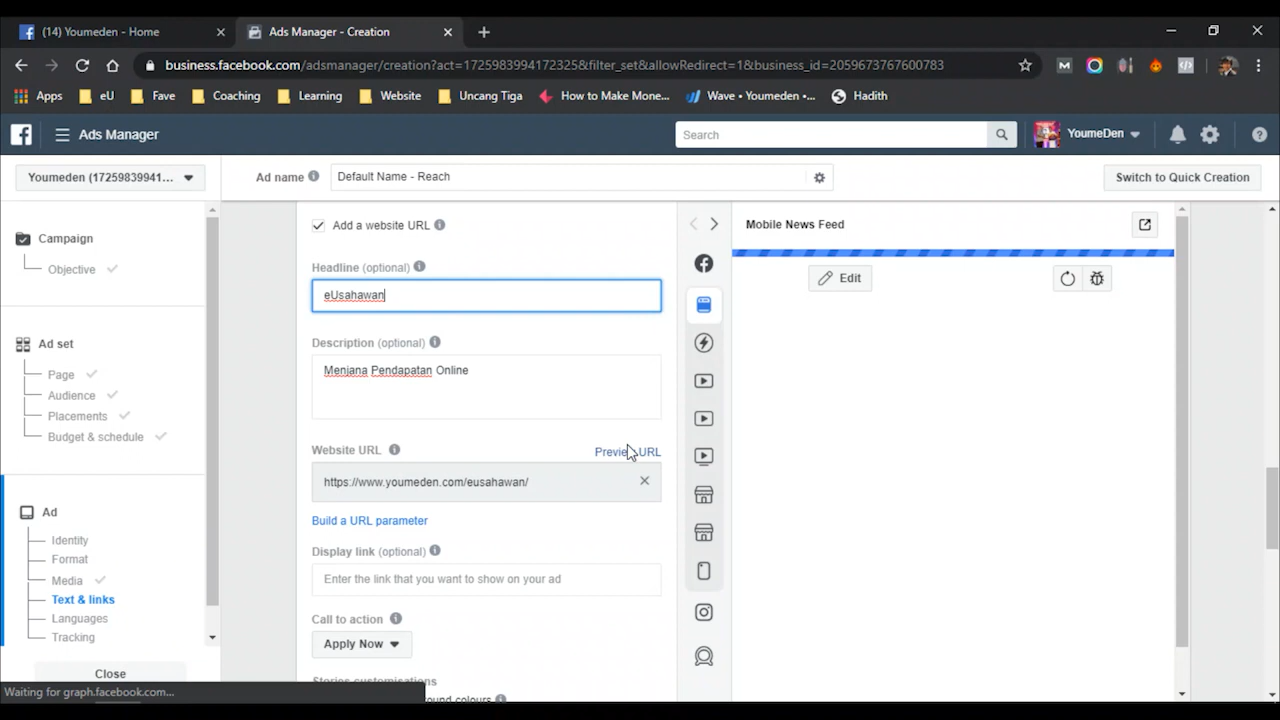 (14) Youmeden - Home
Ads Manager - Creation
business.facebook.com/adsmanager/creation?act=1725983994172325&filter_set&allowRedirect=1&business_id=2059673767600783
Apps
eU
Fave
Coaching
Learning
Website
Uncang Tiga
How to Make Mone...
Wave • Youmeden •...
Hadith
Ads Manager
Search
YoumeDen
Youmeden (17259839941...
Ad name
Default Name - Reach
Switch to Quick Creation
Campaign
Objective
Ad set
Page
Audience
Placements
Budget & schedule
Ad
Identity
Format
Media
Text & links
Languages
Tracking
Close
Waiting for graph.facebook.com...
Add a website URL
Headline (optional)
eUsahawan
Description (optional)
Menjana Pendapatan Online
Website URL
Preview URL
https://www.youmeden.com/eusahawan/
Build a URL parameter
Display link (optional)
Enter the link that you want to show on your ad
Call to action
Apply Now
Stories customisations
Mobile News Feed
Edit